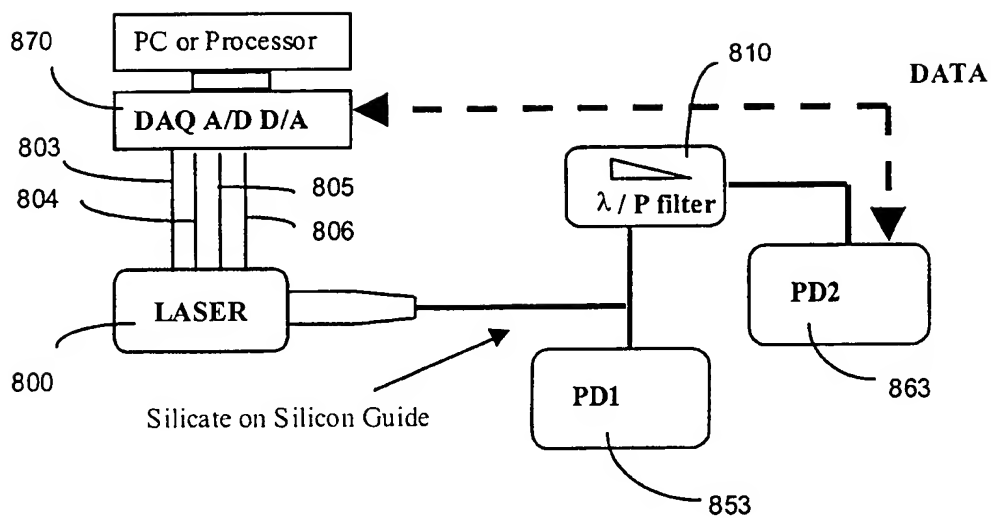 870
PC or Processor
810
DATA
DAQ A/D D/A
803
804
805
806
λ / P filter
LASER
PD2
800
863
Silicate on Silicon Guide
PD1
853